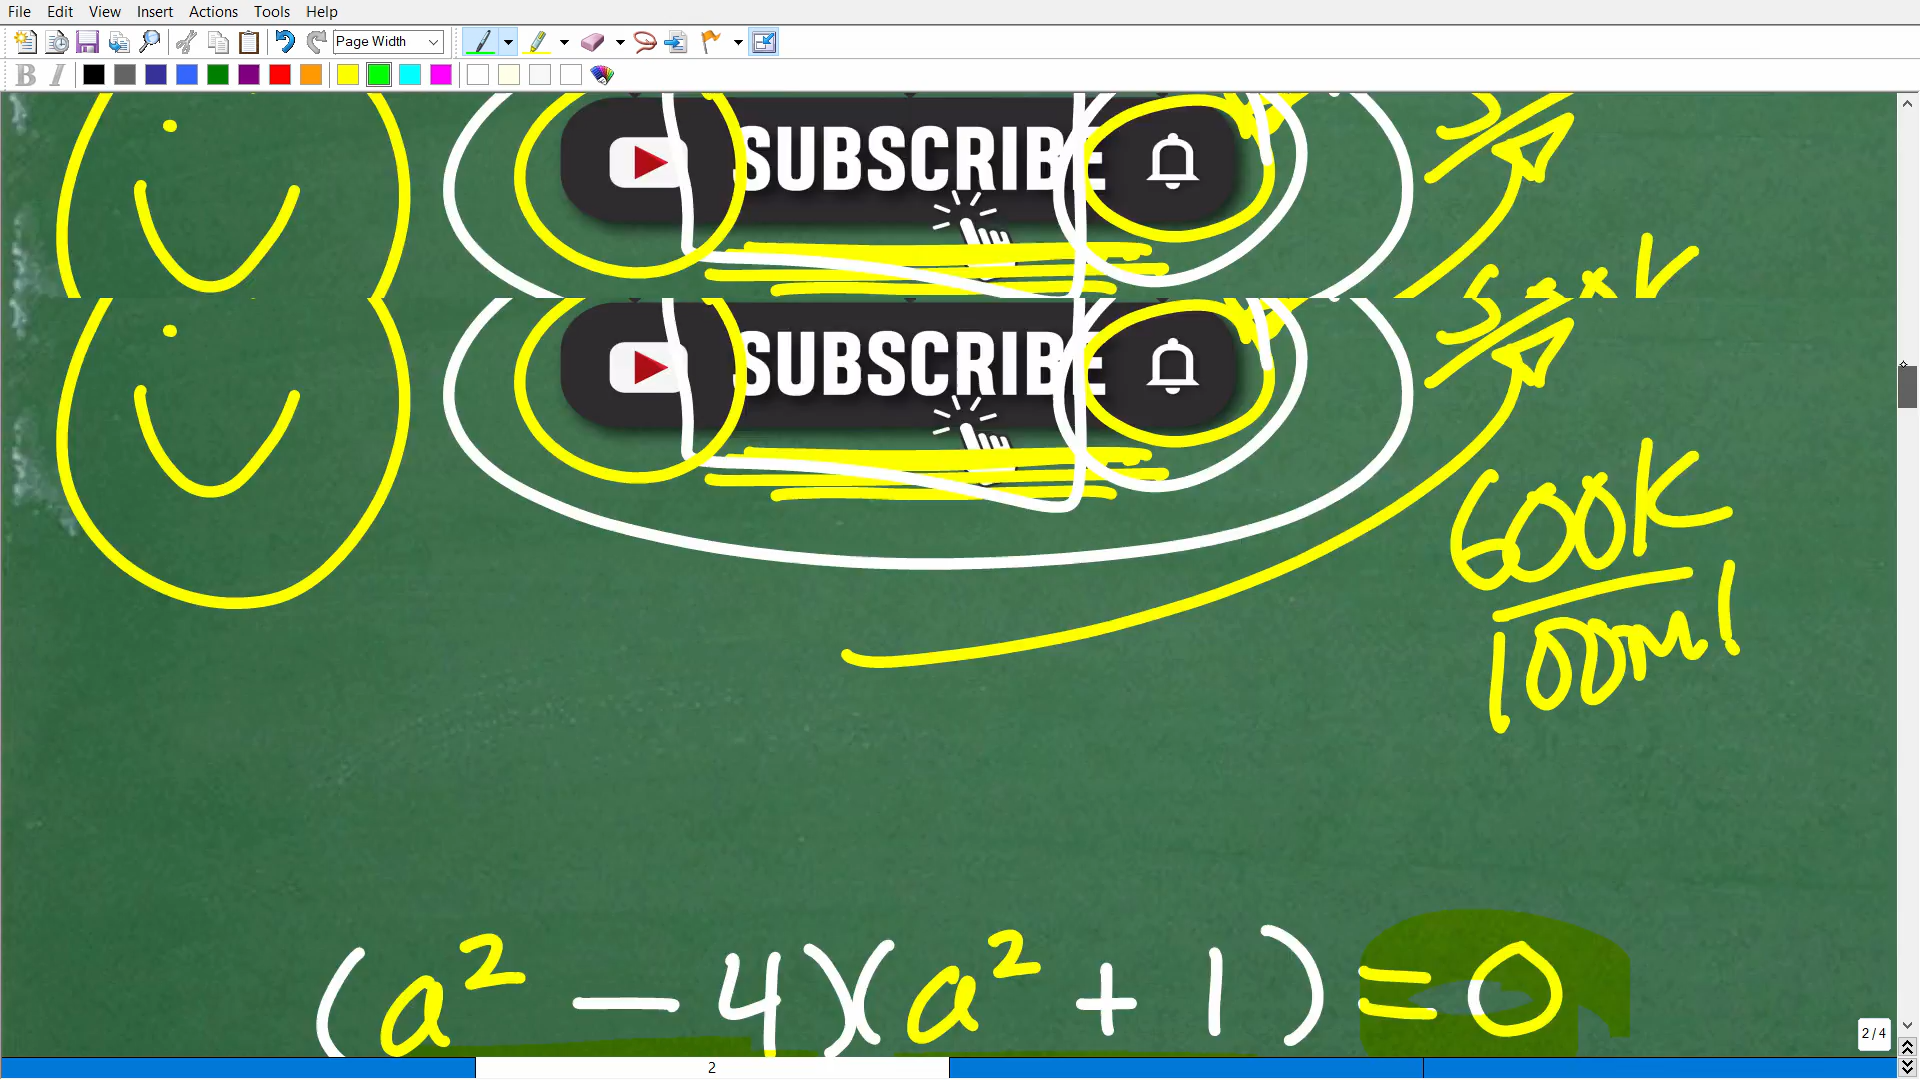 File Edit View Insert Actions Tools Help
Page Width
B I
SUBSCRIBE
SUBSCRIBE
600K
100m!
(a² - 4)(a² + 1) = 0
2 / 4
2